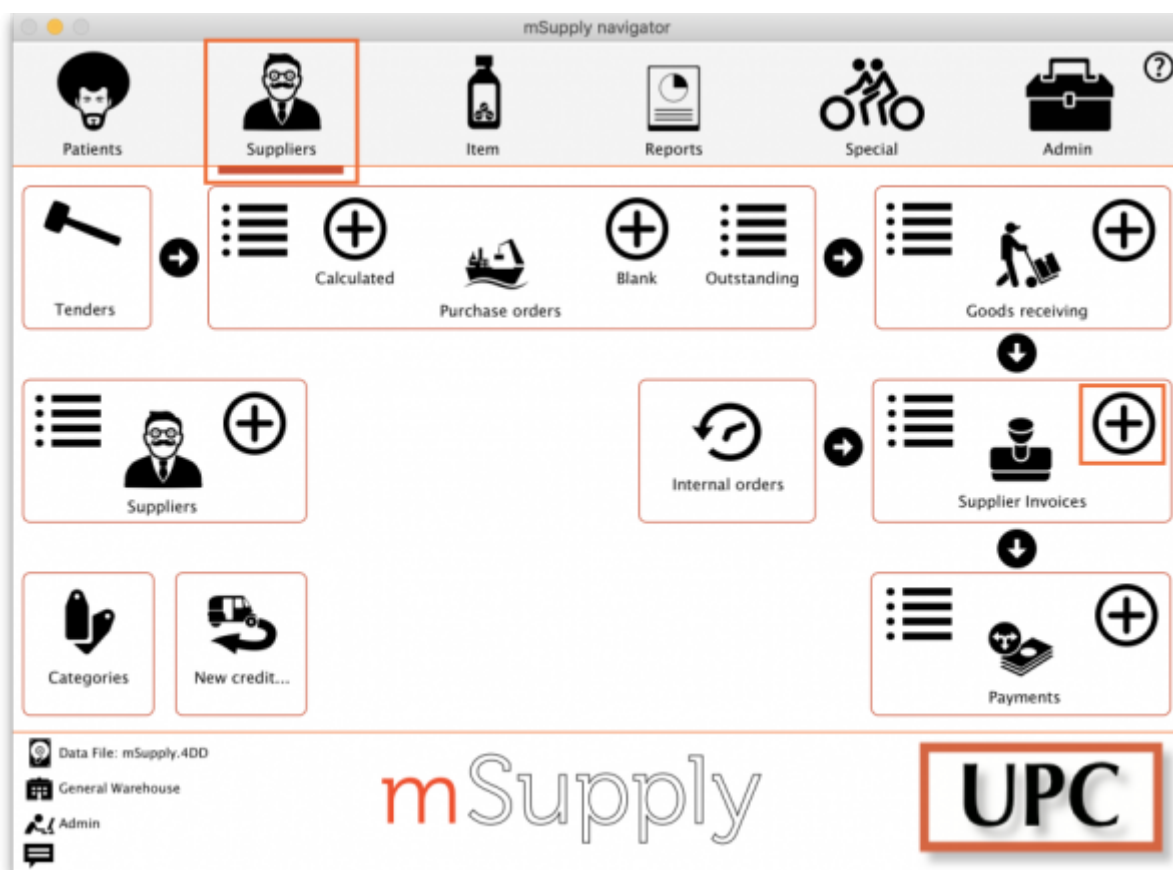 mSupply navigator
Patients
Suppliers
Item
Reports
Special
Admin
?
Tenders
Calculated
Blank
Outstanding
Purchase orders
Goods receiving
Suppliers
Internal orders
Supplier Invoices
Categories
New credit...
Payments
Data File: mSupply.4DD
General Warehouse
Admin
mSupply
UPC